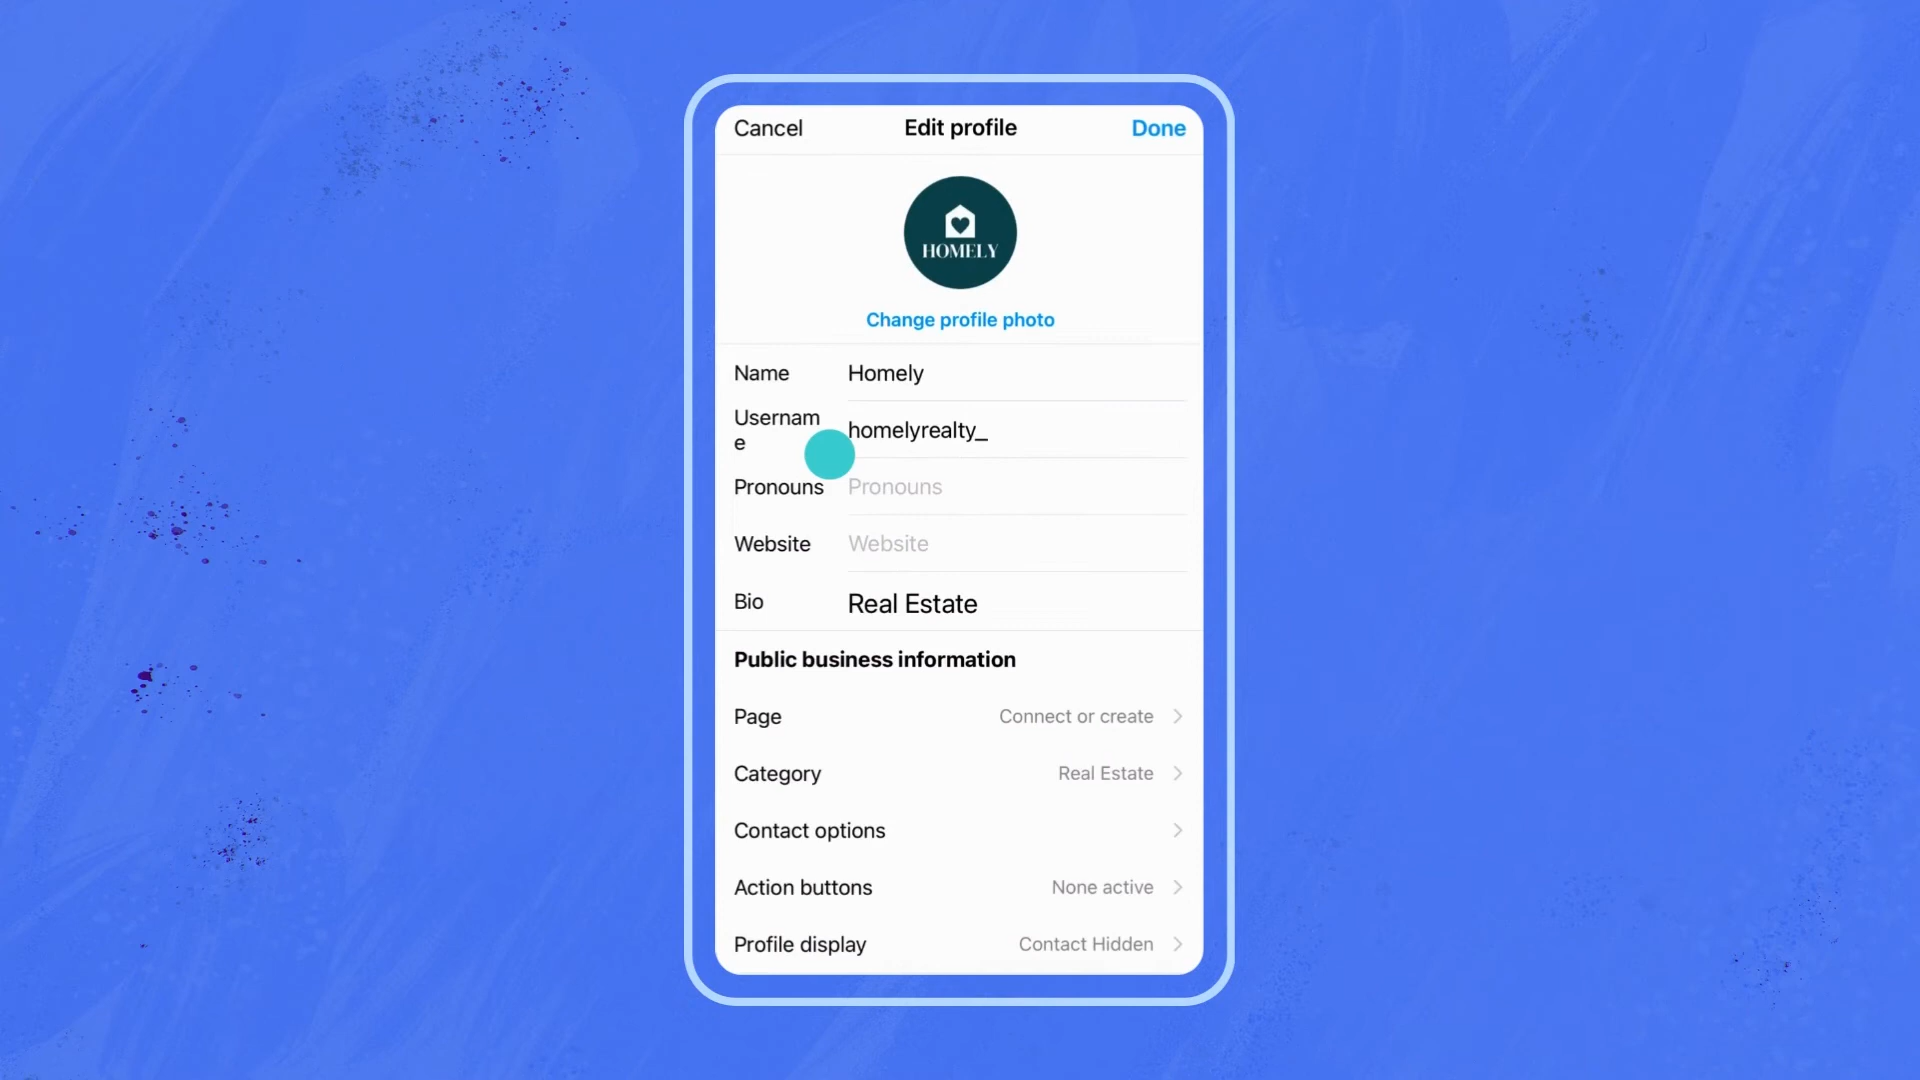 Cancel Edit profile Done
HOMELY
Change profile photo
Name Homely
Usernam
e
homelyrealty_
Pronouns Pronouns
Website Website
Bio Real Estate
Public business information
Page Connect or create
Category Real Estate
Contact options
Action buttons None active
Profile display Contact Hidden